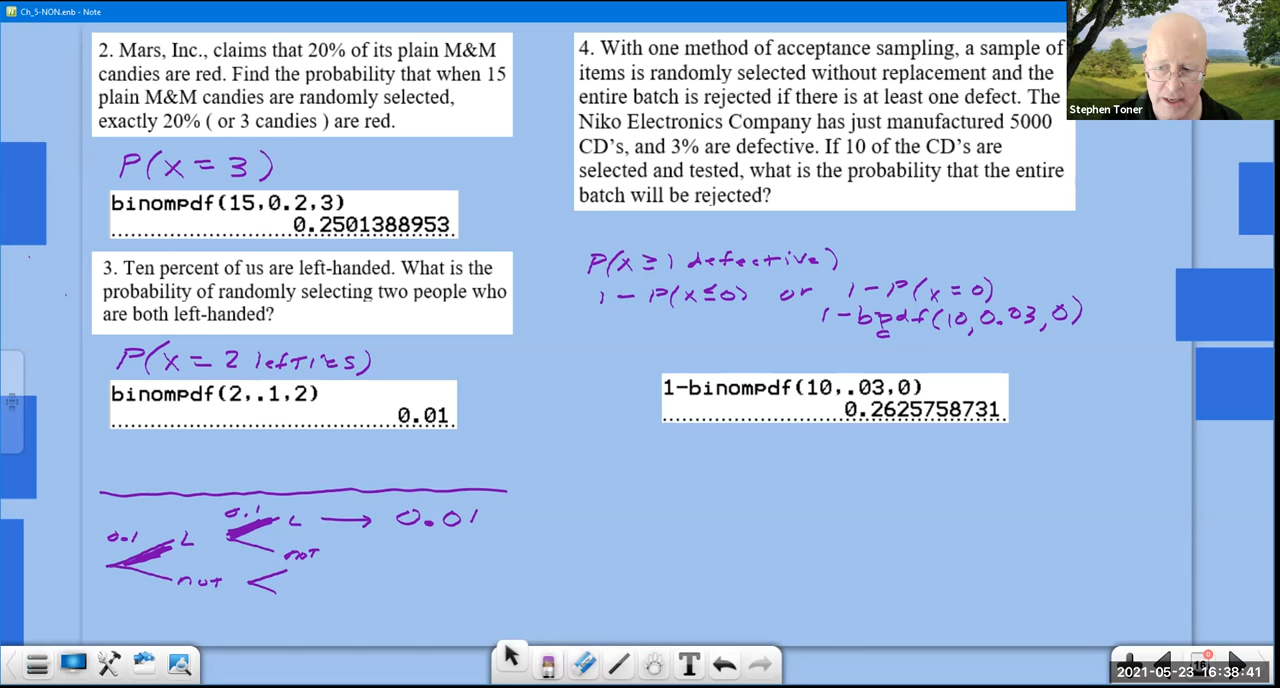 Ch_5-NON.enb - Note
2. Mars, Inc., claims that 20% of its plain M&M
candies are red. Find the probability that when 15
plain M&M candies are randomly selected,
exactly 20% ( or 3 candies ) are red.
P(x = 3)
binompdf(15,0.2,3)
0.2501388953
3. Ten percent of us are left-handed. What is the
probability of randomly selecting two people who
are both left-handed?
P(x = 2 lefties)
binompdf(2,.1,2)
0.01
0.1 L → 0.01
0.1 L
not
not
4. With one method of acceptance sampling, a sample of
items is randomly selected without replacement and the
entire batch is rejected if there is at least one defect. The
Niko Electronics Company has just manufactured 5000
CD's, and 3% are defective. If 10 of the CD's are
selected and tested, what is the probability that the entire
batch will be rejected?
P(x ≥ 1 defective)
1 - P(x ≤ 0) or 1 - P(x = 0)
1 - bpdf(10, 0.03, 0)
c
1-binompdf(10,.03,0)
0.2625758731
Stephen Toner
16
2021-05-23 16:38:41